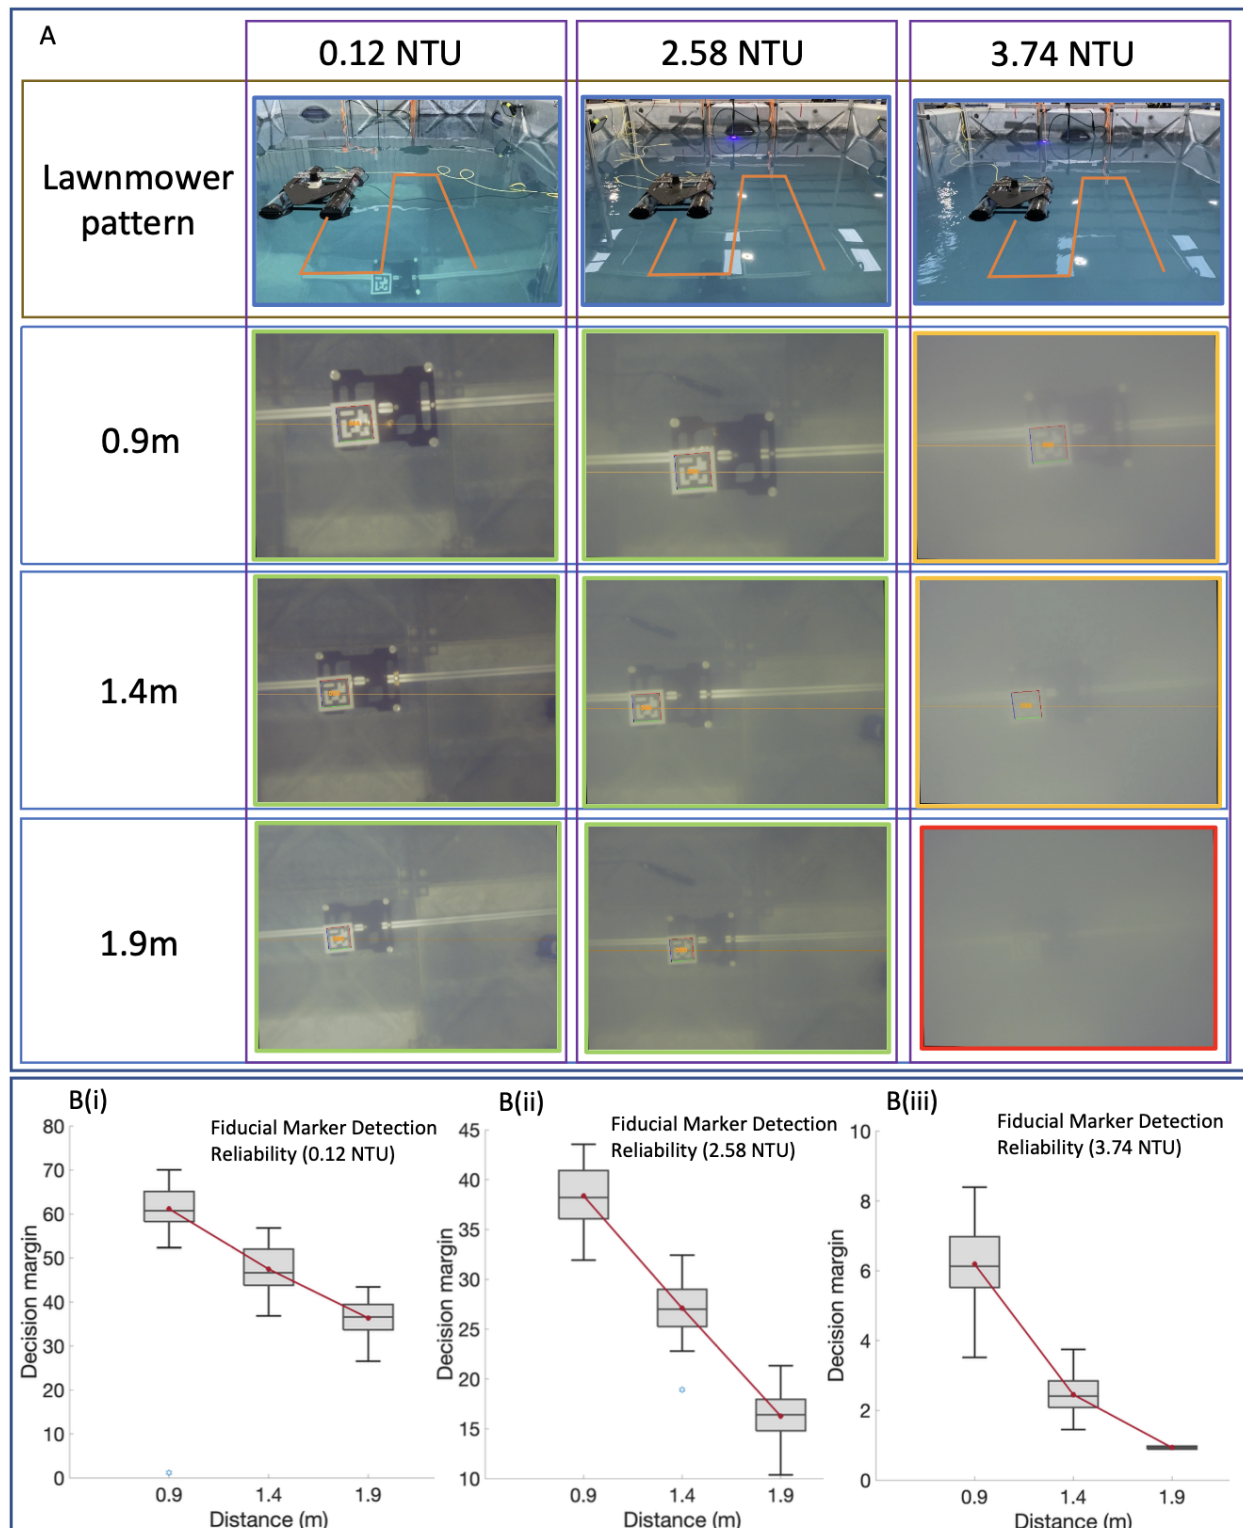 A
0.12 NTU
2.58 NTU
3.74 NTU
Lawnmower
pattern
0.9m
1.4m
1.9m
B(i)
Fiducial Marker Detection
Reliability (0.12 NTU)
80
70
60
50
40
30
20
10
0
Decision margin
0.9
1.4
1.9
Distance (m)
B(ii)
Fiducial Marker Detection
Reliability (2.58 NTU)
45
40
35
30
25
20
15
10
Decision margin
0.9
1.4
1.9
Distance (m)
B(iii)
Fiducial Marker Detection
Reliability (3.74 NTU)
10
8
6
4
2
0
Decision margin
0.9
1.4
1.9
Distance (m)